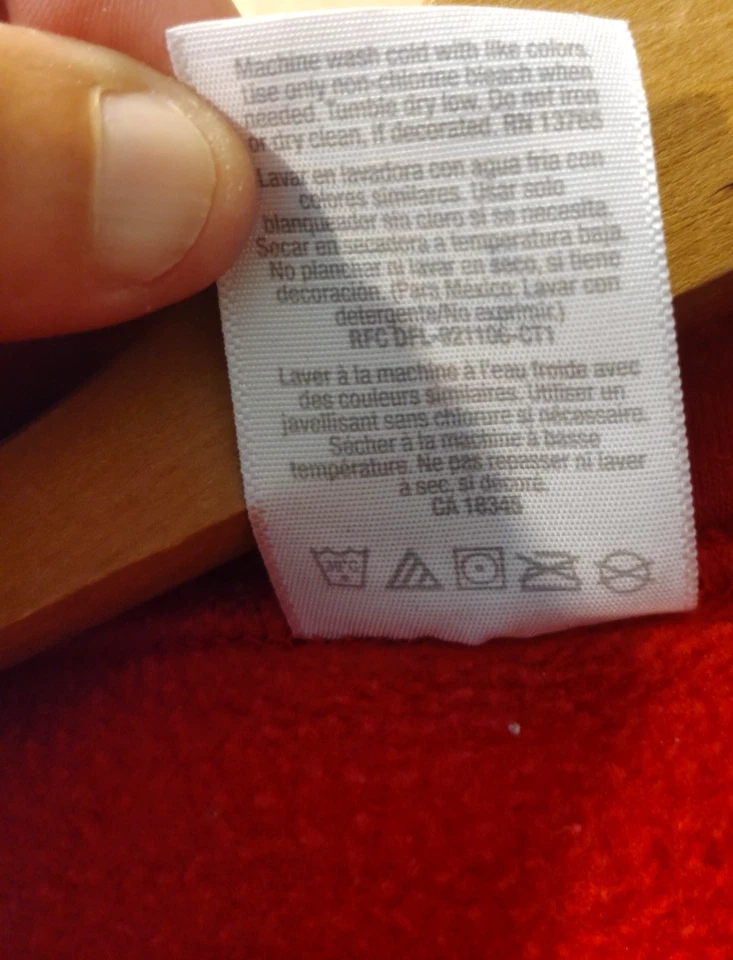 Machine wash cold with like colors.
Use only non-chlorine bleach when
needed. Tumble dry low. Do not iron
or dry clean, if decorated. RN 13765
Lavar en lavadora con agua fria con
colores similares. Usar solo
blanqueador sin cloro si se necesita.
Secar en secadora a temperatura baja.
No planchar ni lavar en seco, si tiene
decoración. (Para México: Lavar con
detergente/No exprimir.)
RFC DFL-821106-CT1
Laver à la machine à l'eau froide avec
des couleurs similaires. Utiliser un
javellisant sans chlorure si nécessaire.
Sécher à la machine à basse
température. Ne pas repasser ni laver
à sec, si décoré.
CA 18345